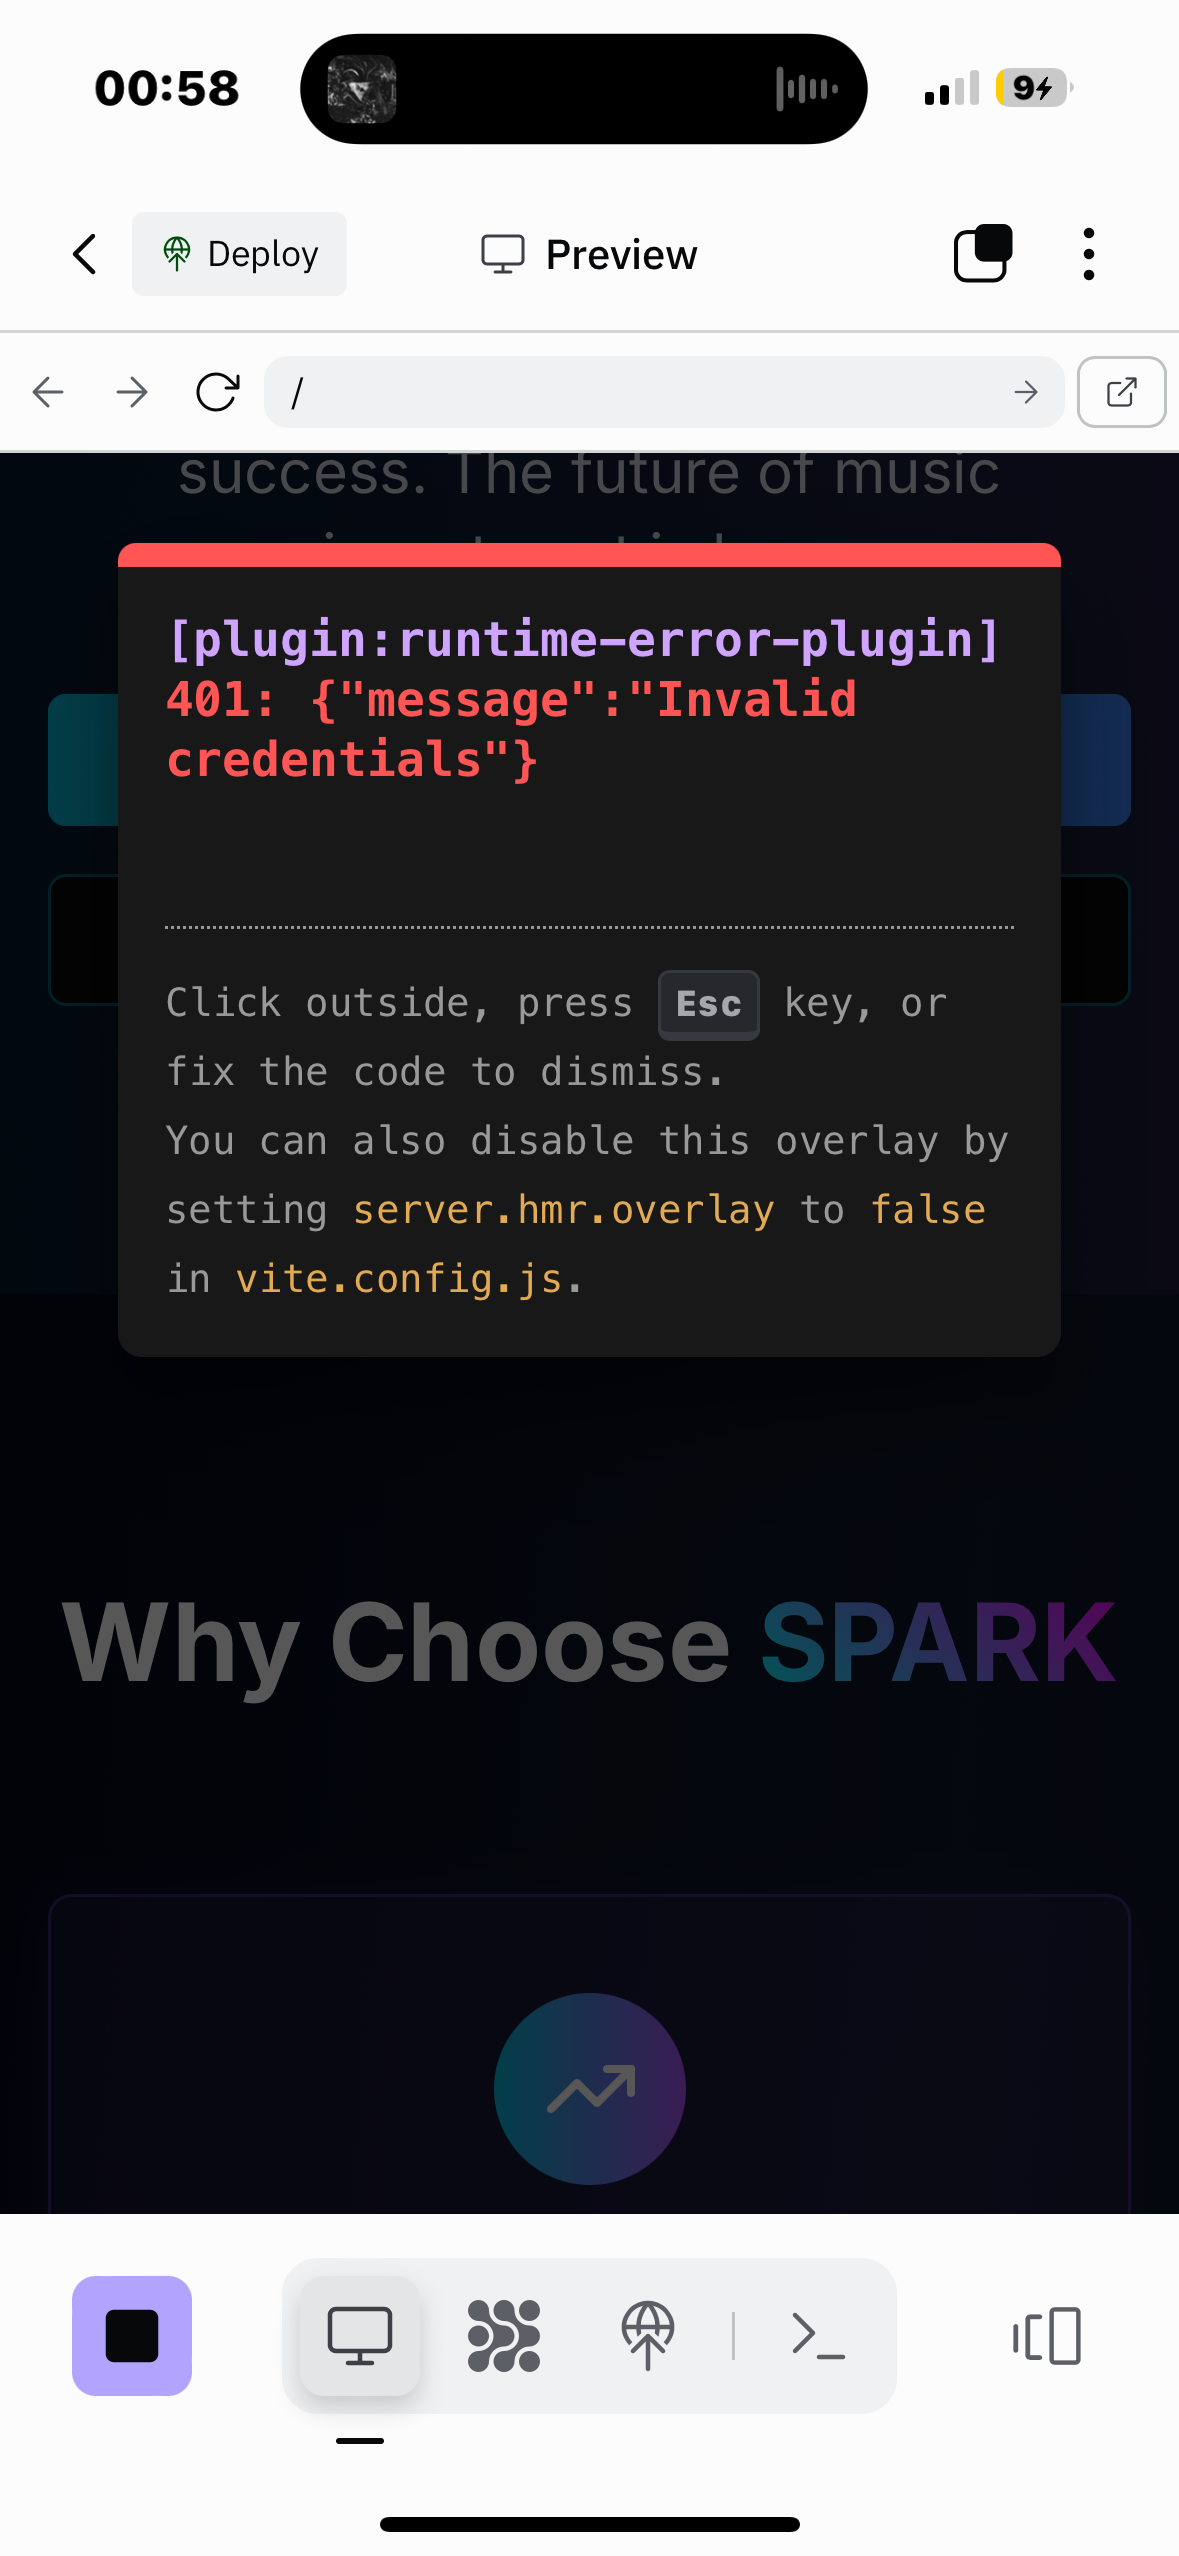 00:58
9
Deploy
Preview
/
success. The future of music
[plugin:runtime-error-plugin]
401: {"message":"Invalid
credentials"}
Click outside, press Esc key, or
fix the code to dismiss.
You can also disable this overlay by
setting server.hmr.overlay to false
in vite.config.js.
Why Choose SPARK